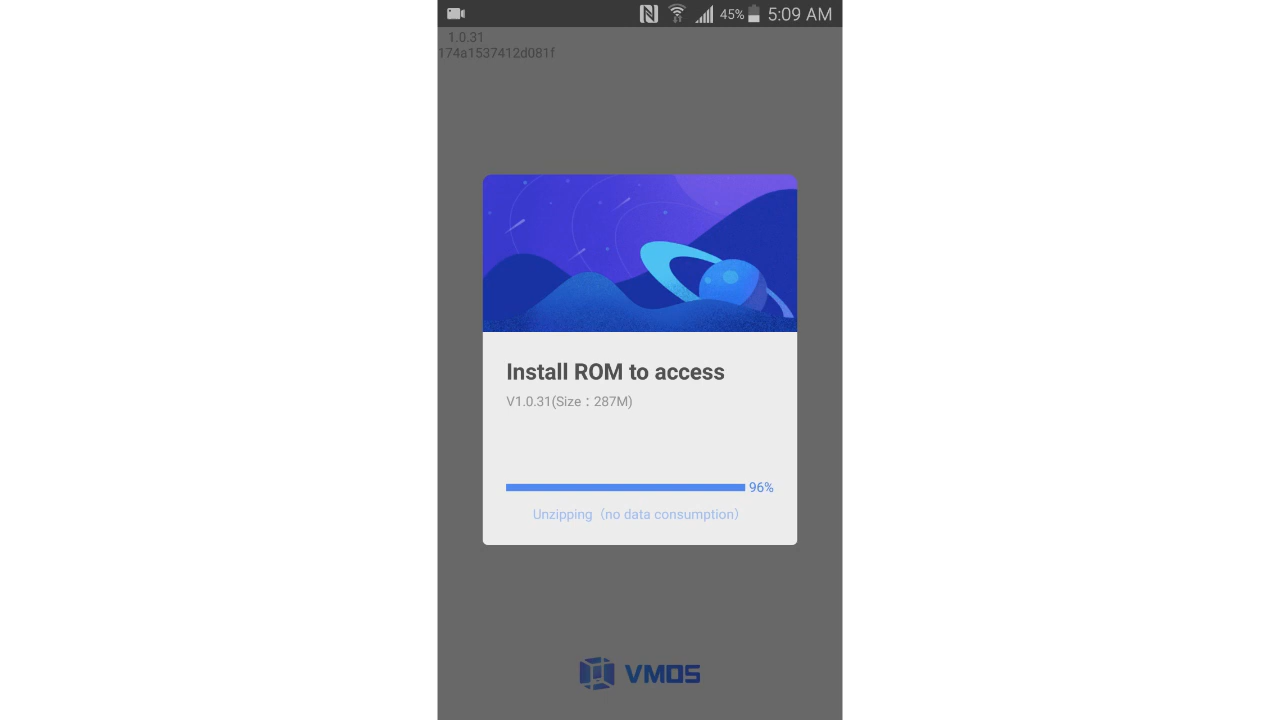 45% 5:09 AM
1.0.31
174a1537412d081f
Install ROM to access
V1.0.31(Size：287M)
96%
Unzipping（no data consumption）
VMOS